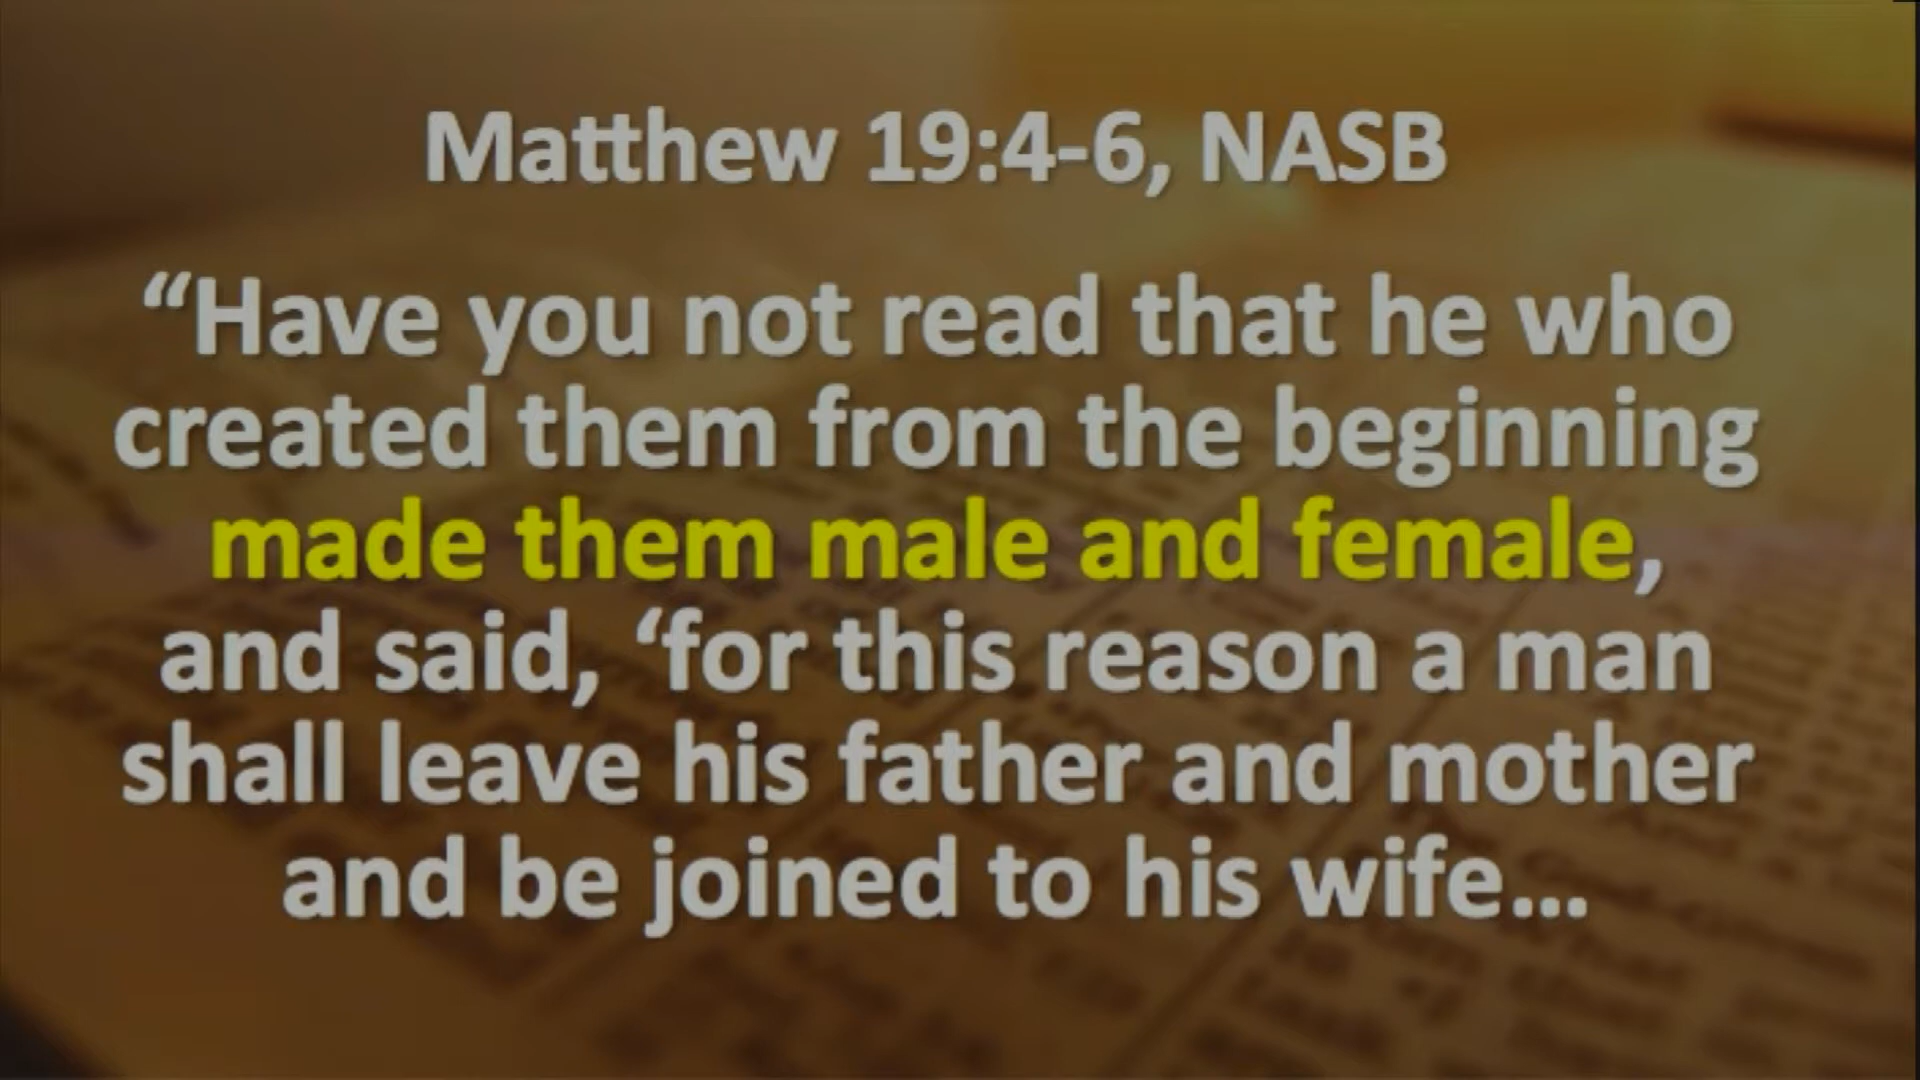 Matthew 19:4-6, NASB
“Have you not read that he who
created them from the beginning
made them male and female,
and said, ‘for this reason a man
shall leave his father and mother
and be joined to his wife...